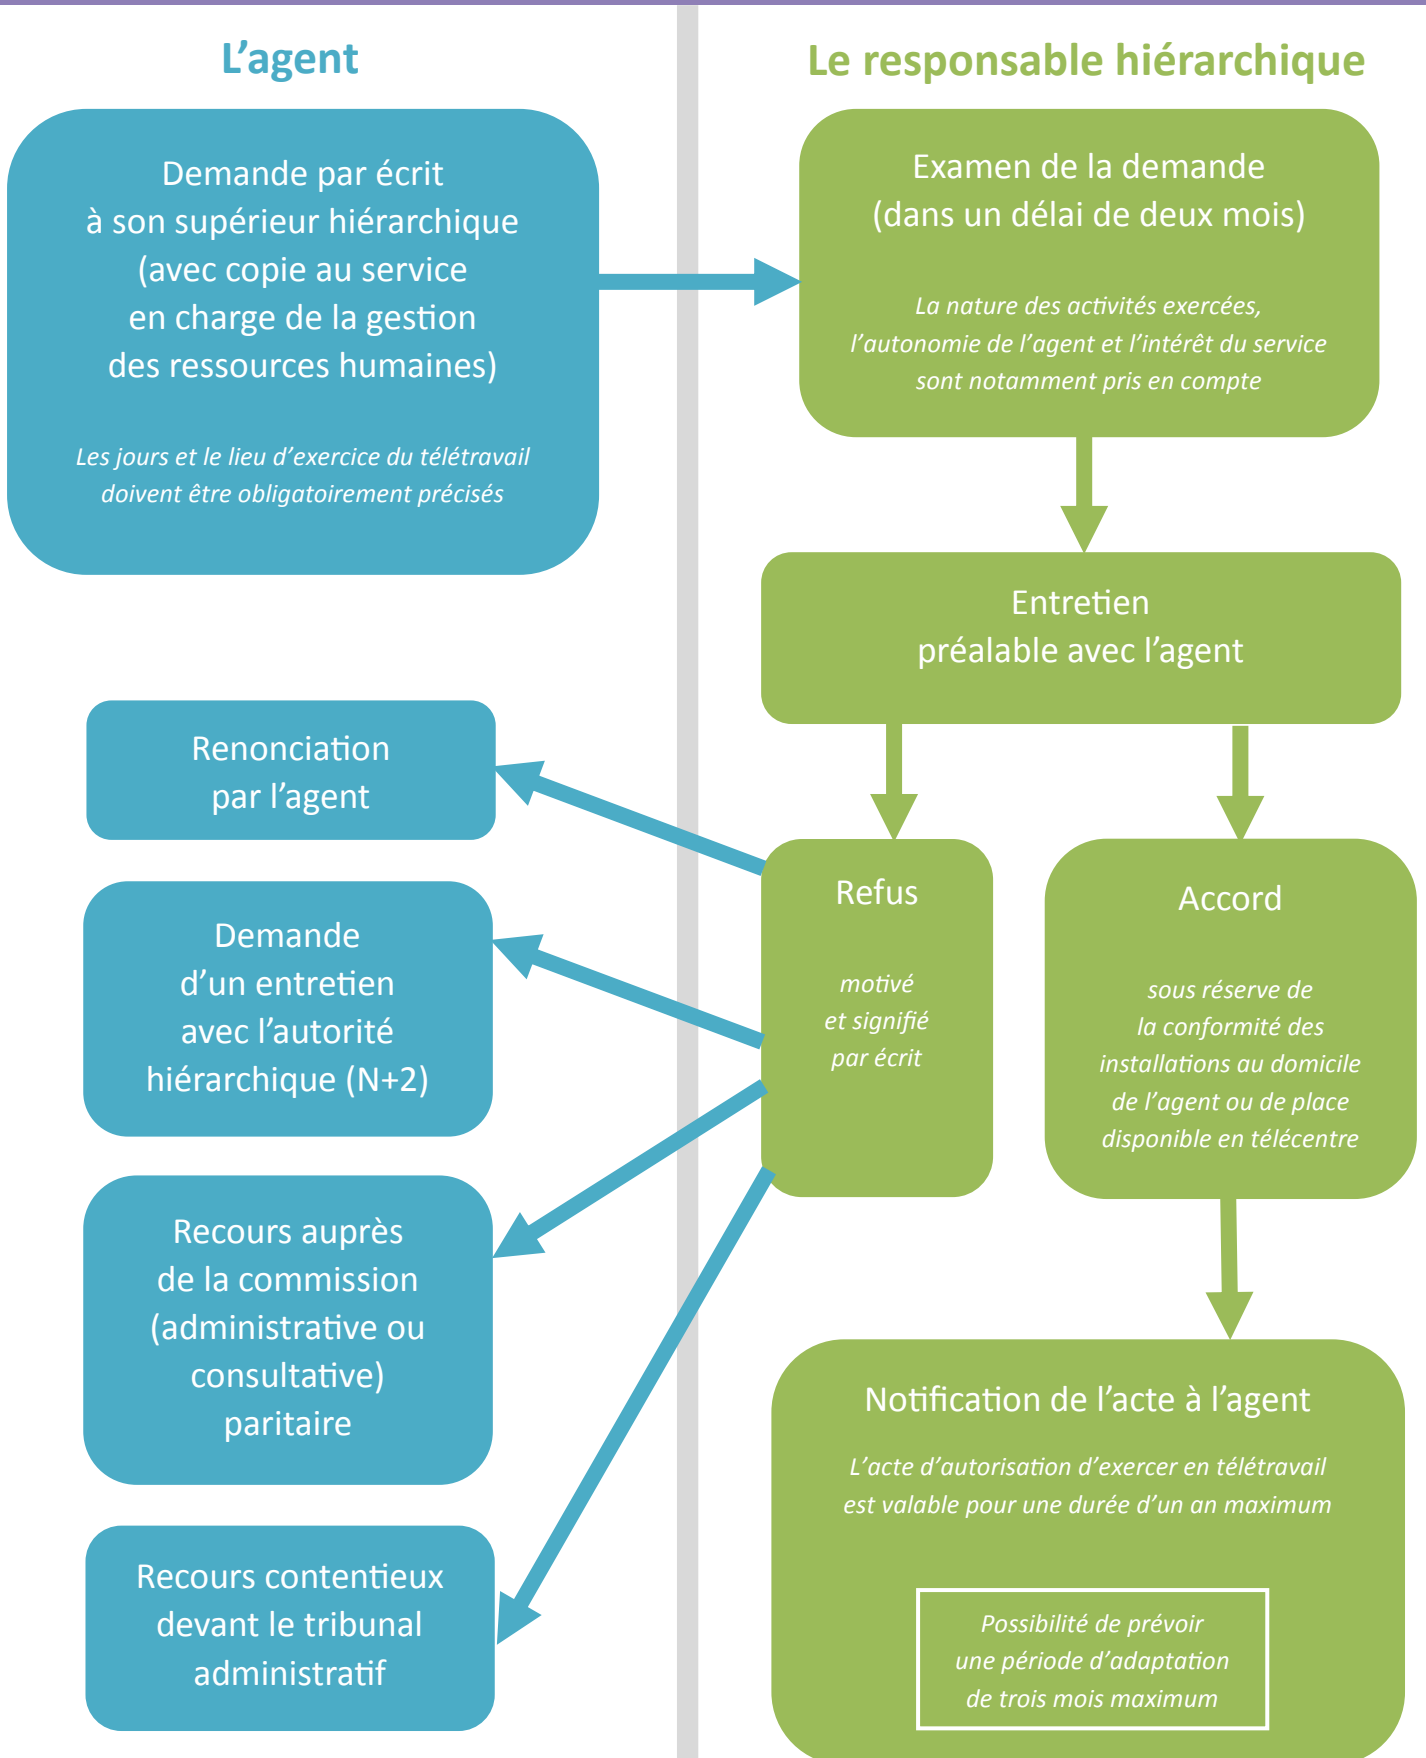 L’agent
Demande par écrit
à son supérieur hiérarchique
(avec copie au service
en charge de la gestion
des ressources humaines)
Les jours et le lieu d’exercice du télétravail
doivent être obligatoirement précisés
Le responsable hiérarchique
Examen de la demande
(dans un délai de deux mois)
La nature des activités exercées,
l’autonomie de l’agent et l’intérêt du service
sont notamment pris en compte
Entretien
préalable avec l’agent
Refus
motivé
et signifié
par écrit
Accord
sous réserve de
la conformité des
installations au domicile
de l’agent ou de place
disponible en télécentre
Renonciation
par l’agent
Demande
d’un entretien
avec l’autorité
hiérarchique (N+2)
Recours auprès
de la commission
(administrative ou
consultative)
paritaire
Recours contentieux
devant le tribunal
administratif
Notification de l’acte à l’agent
L’acte d’autorisation d’exercer en télétravail
est valable pour une durée d’un an maximum
Possibilité de prévoir
une période d’adaptation
de trois mois maximum